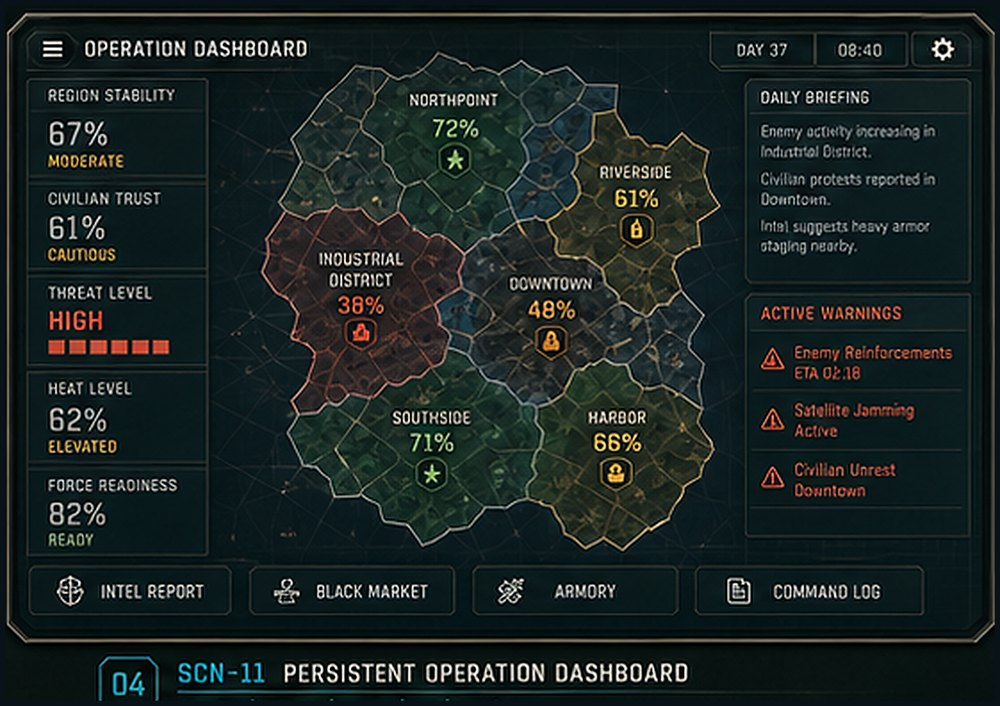 OPERATION DASHBOARD
DAY 37
08:40
REGION STABILITY
67%
MODERATE
CIVILIAN TRUST
61%
CAUTIOUS
THREAT LEVEL
HIGH
HEAT LEVEL
62%
ELEVATED
FORCE READINESS
82%
READY
NORTHPOINT
72%
RIVERSIDE
61%
INDUSTRIAL
DISTRICT
38%
DOWNTOWN
48%
SOUTHSIDE
71%
HARBOR
66%
DAILY BRIEFING
Enemy activity increasing in
Industrial District.
Civilian protests reported in
Downtown.
Intel suggests heavy armor
staging nearby.
ACTIVE WARNINGS
Enemy Reinforcements
ETA 02:18
Satellite Jamming
Active
Civilian Unrest
Downtown
INTEL REPORT
BLACK MARKET
ARMORY
COMMAND LOG
04
SCN-11 PERSISTENT OPERATION DASHBOARD